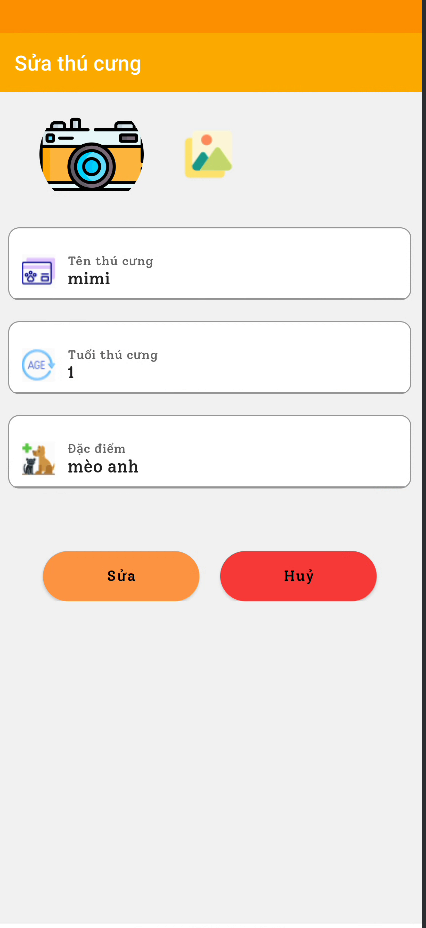 Sửa thú cưng
Tên thú cưng
mimi
AGE
Tuổi thú cưng
1
Đặc điểm
mèo anh
Sửa
Huỷ